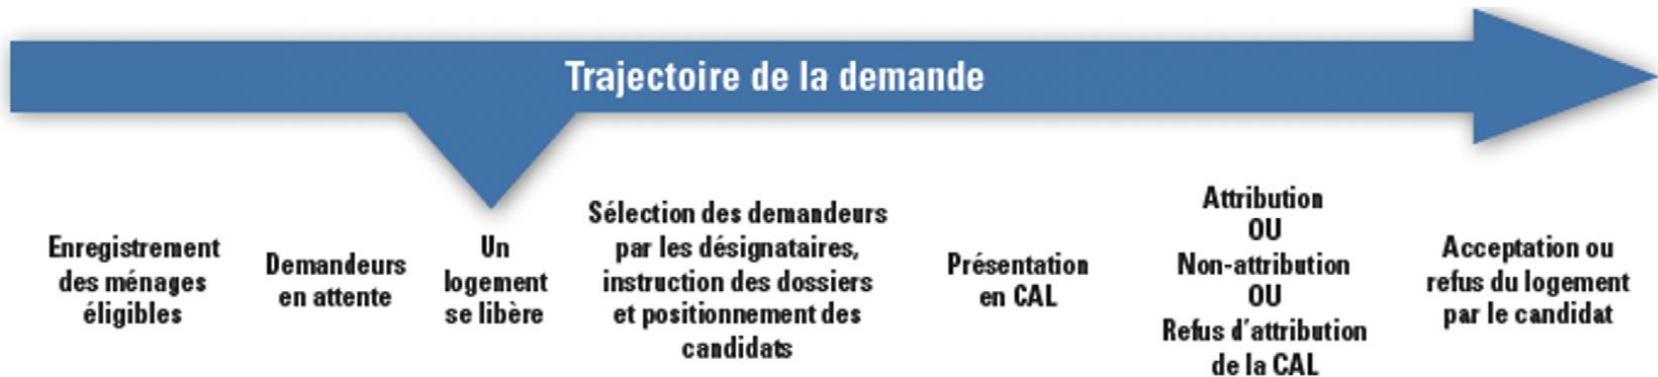 Trajectoire de la demande
Enregistrement
des ménages
éligibles
Demandeurs
en attente
Un
logement
se libère
Sélection des demandeurs
par les désignataires,
instruction des dossiers
et positionnement des
candidats
Présentation
en CAL
Attribution
OU
Non-attribution
OU
Refus d'attribution
de la CAL
Acceptation ou
refus du logement
par le candidat